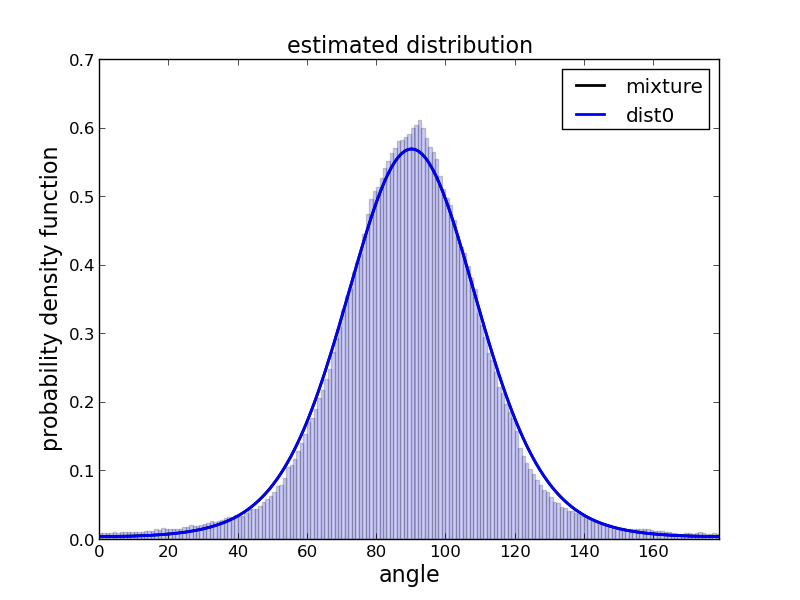 estimated distribution
mixture
dist0
probability density function
0.7
0.6
0.5
0.4
0.3
0.2
0.1
0.0
0 20 40 60 80 100 120 140 160
angle